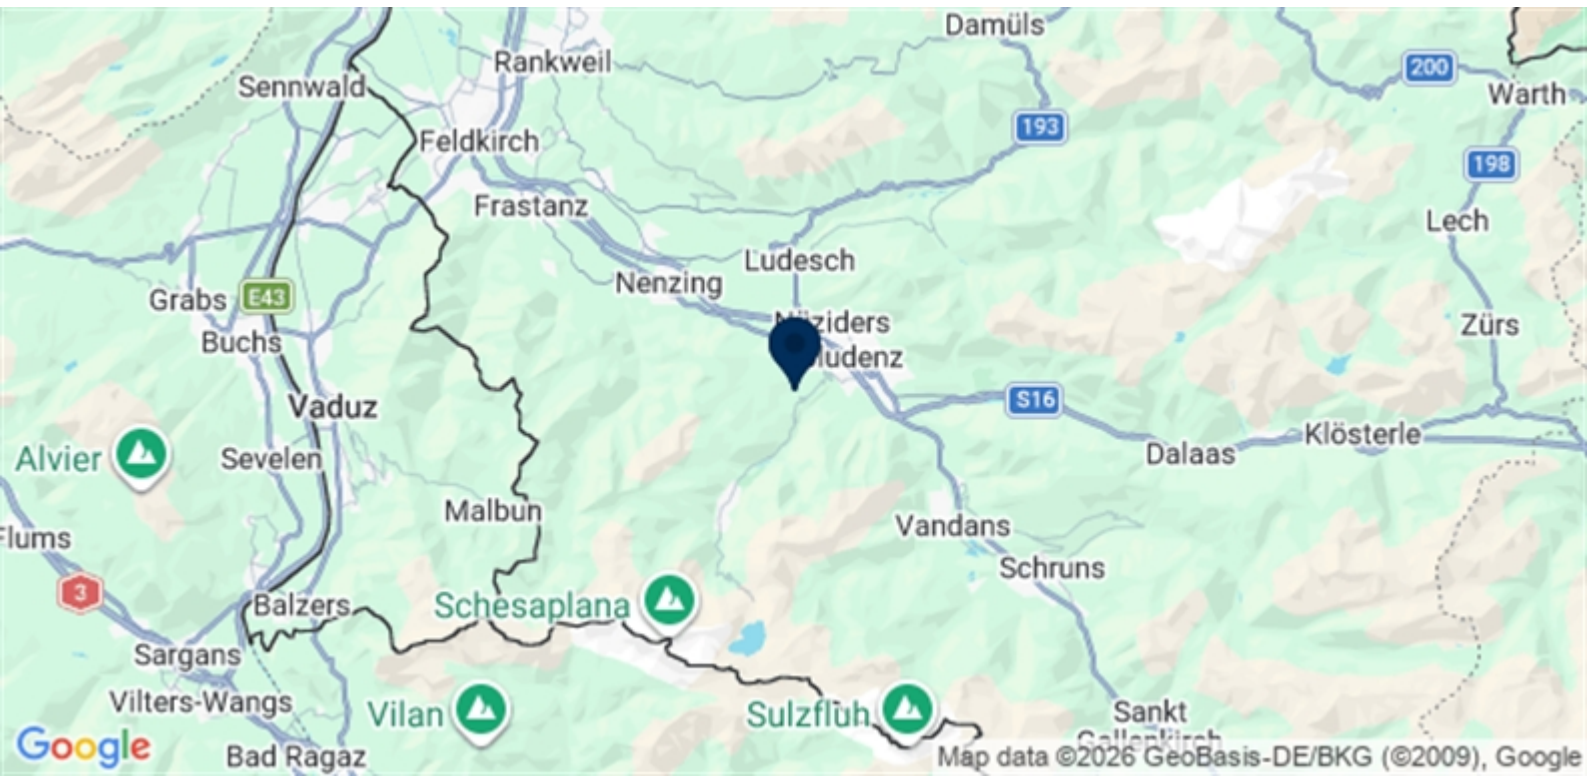 Damüls
Rankweil
200
Sennwald
Warth
193
Feldkirch
198
Frastanz
Lech
Ludesch
Nenzing
Grabs
E43
Buchs
Zürs
Vaduz
S16
Klösterle
Alvier
Sevelen
Dalaas
Malbun
Vandans
Flums
Schruns
3
Balzers
Schesaplana
Sargans
Vilters-Wangs
Vilan
Sulzfluh
Sankt
Gallenkirch
Google
Bad Ragaz
Map data ©2026 GeoBasis-DE/BKG (©2009), Google